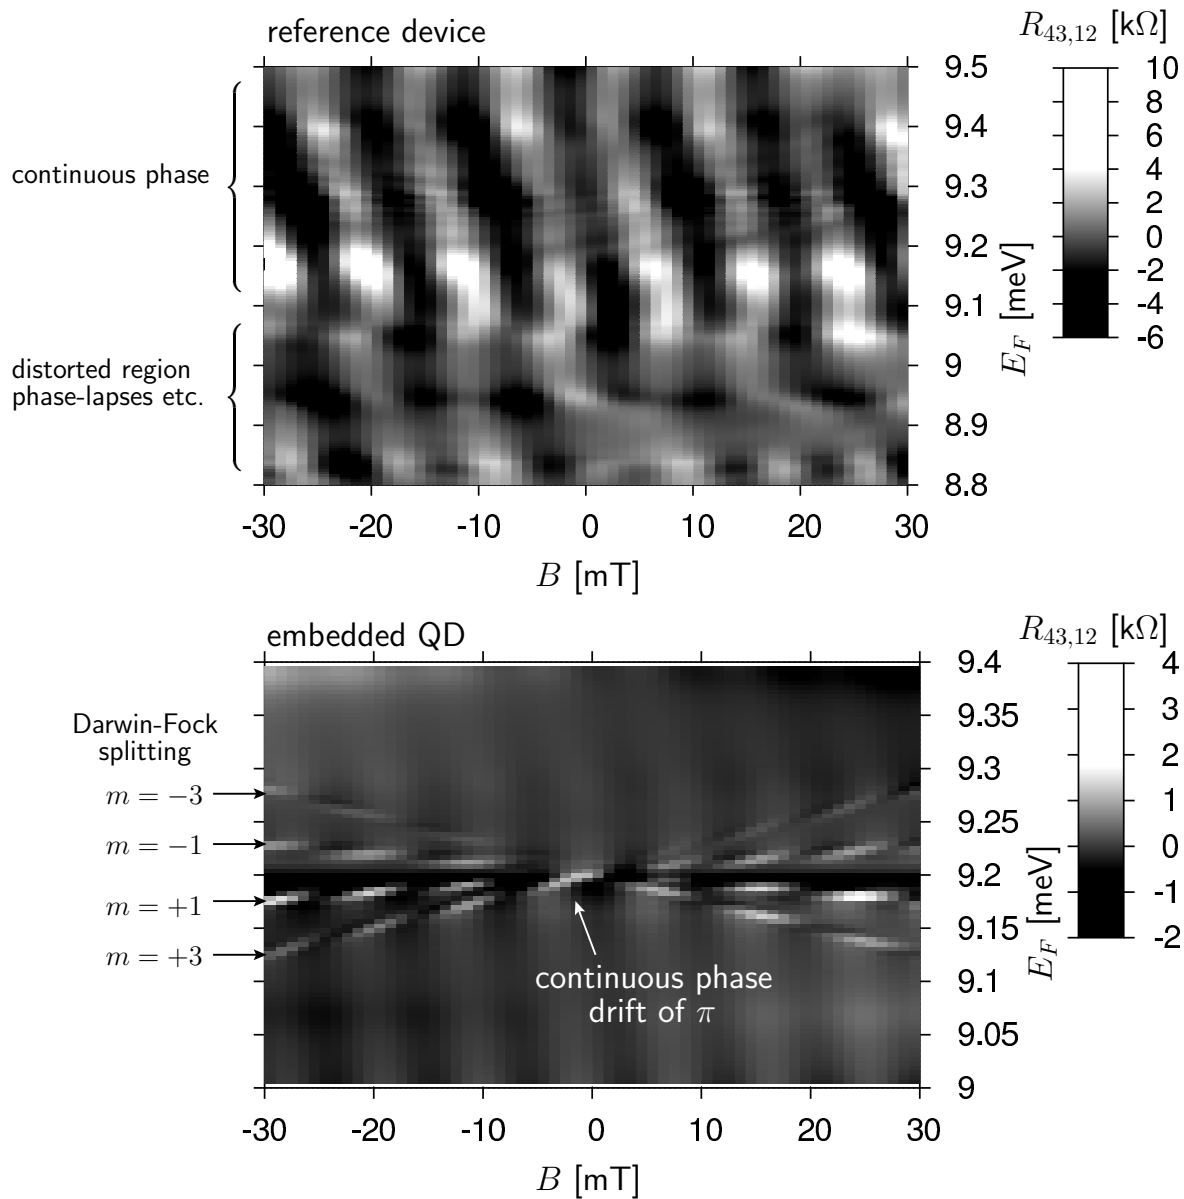 reference device
R43,12 [kΩ]
continuous phase
distorted region
phase-lapses etc.
9.5
9.4
9.3
9.2
9.1
9
8.9
8.8
EF [meV]
10
8
6
4
2
0
-2
-4
-6
-30 -20 -10 0 10 20 30
B [mT]
embedded QD
R43,12 [kΩ]
Darwin-Fock
splitting
m = −3
m = −1
m = +1
m = +3
continuous phase
drift of π
9.4
9.35
9.3
9.25
9.2
9.15
9.1
9.05
9
EF [meV]
4
3
2
1
0
-1
-2
-30 -20 -10 0 10 20 30
B [mT]